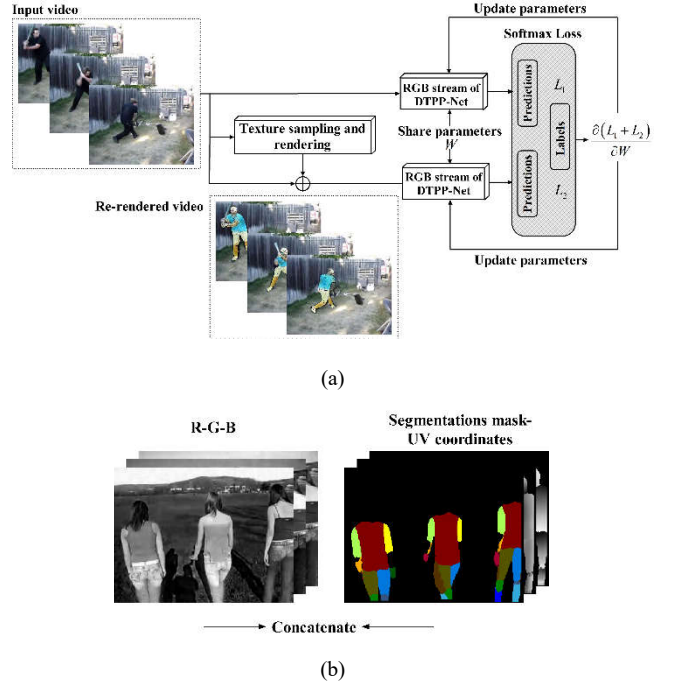 Input video
Update parameters
Softmax Loss
RGB stream of
DTPP-Net
Predictions
L₁
Texture sampling and
rendering
Share parameters
W
Labels
∂(L₁ + L₂)
∂W
RGB stream of
DTPP-Net
Predictions
L₂
Re-rendered video
Update parameters
(a)
R-G-B
Segmentations mask-
UV coordinates
Concatenate
(b)